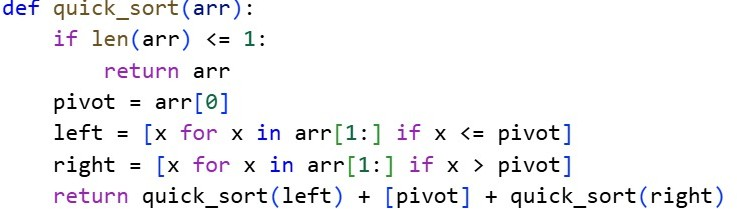 def quick_sort(arr):
    if len(arr) <= 1:
        return arr
    pivot = arr[0]
    left = [x for x in arr[1:] if x <= pivot]
    right = [x for x in arr[1:] if x > pivot]
    return quick_sort(left) + [pivot] + quick_sort(right)